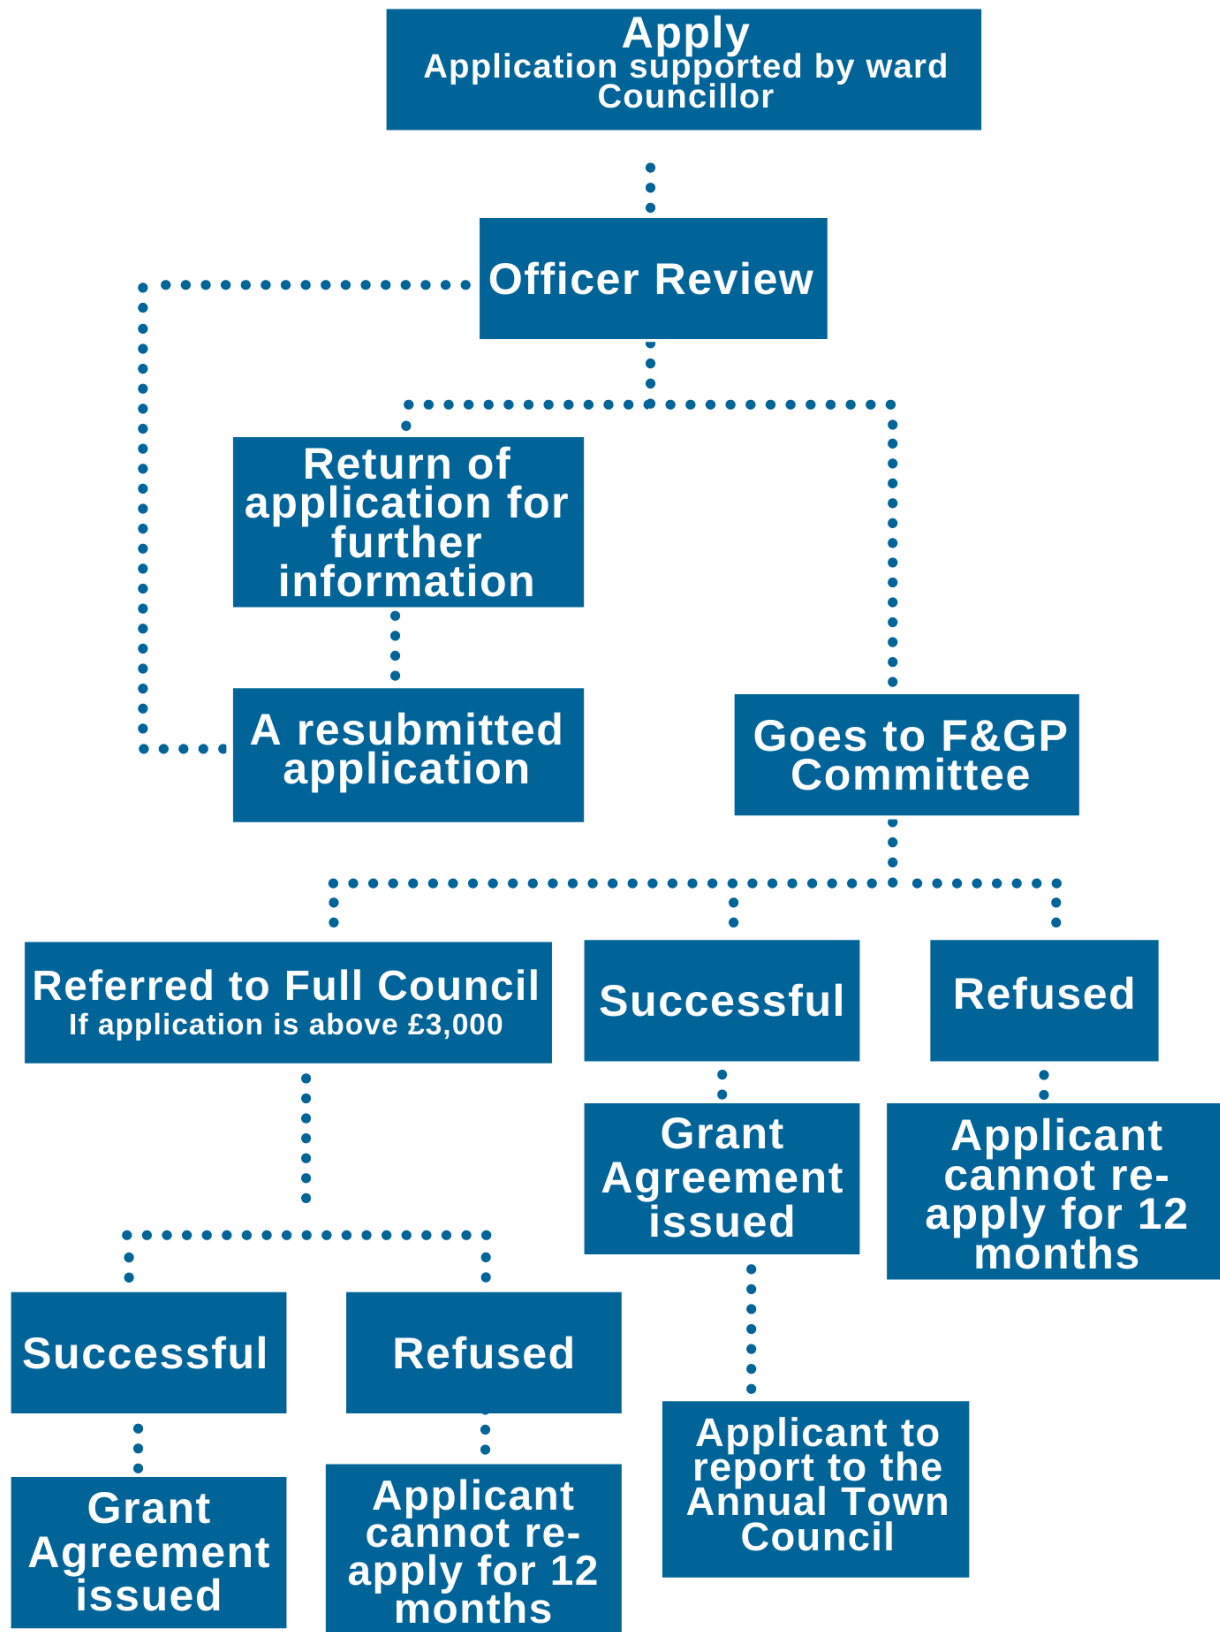 Apply
Application supported by ward
Councillor
Officer Review
Return of
application for
further
information
A resubmitted
application
Goes to F&GP
Committee
Referred to Full Council
If application is above £3,000
Successful
Refused
Grant
Agreement
issued
Applicant
cannot re-
apply for 12
months
Successful
Refused
Applicant to
report to the
Annual Town
Council
Grant
Agreement
issued
Applicant
cannot re-
apply for 12
months